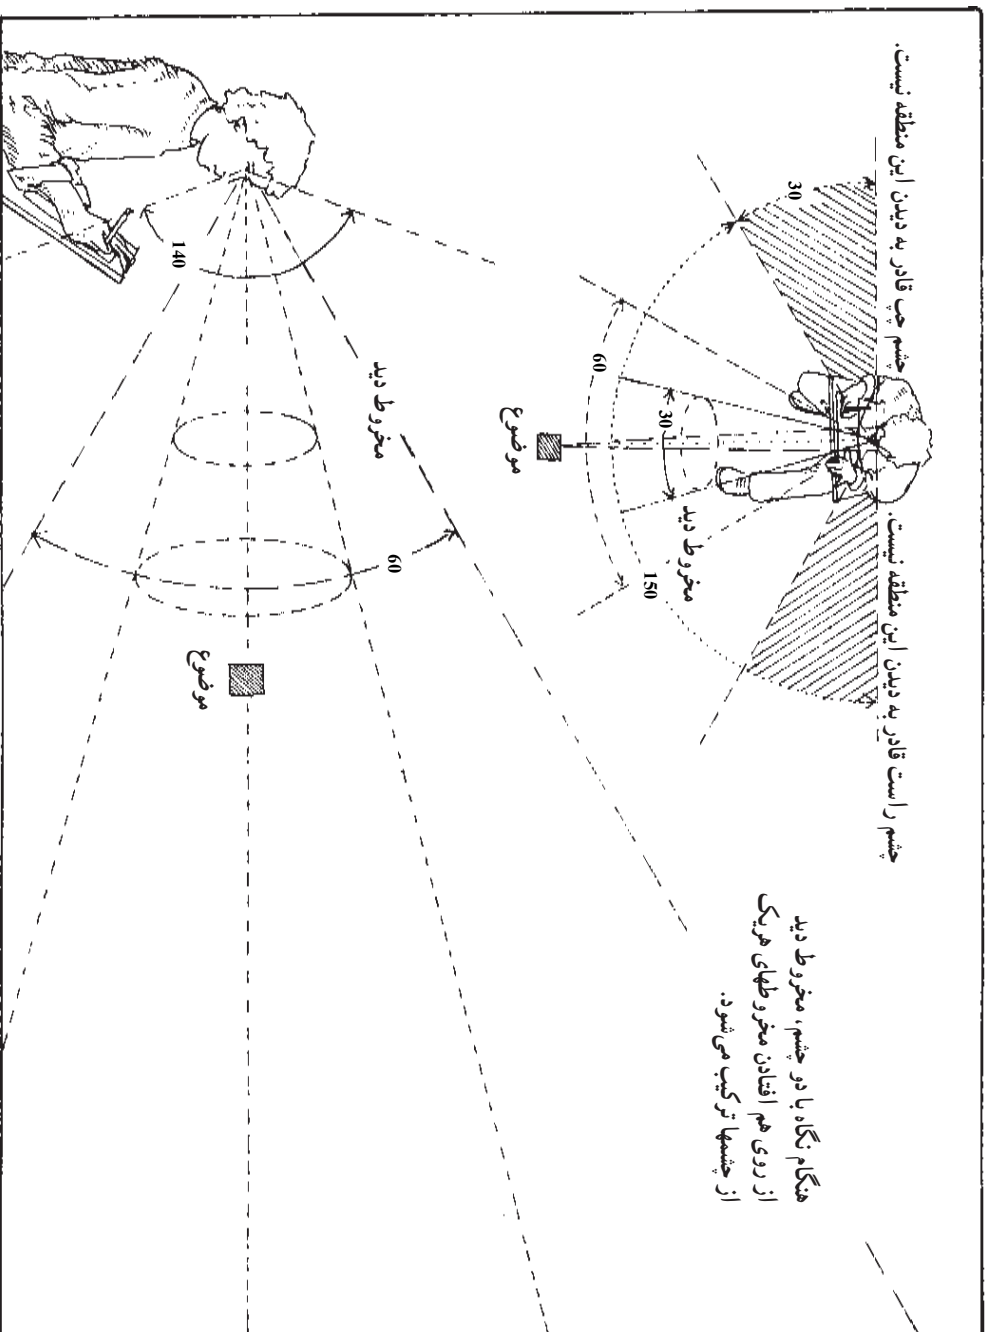 چشم چپ قادر به دیدن این منطقه نیست.
چشم راست قادر به دیدن این منطقه نیست.
30
60
30
150
مخروط دید
موضوع
هنگام نگاه با دو چشم، مخروط دید
از روی هم افتادن مخروطهای هریک
از چشمها ترکیب می‌شود.
140
مخروط دید
60
موضوع